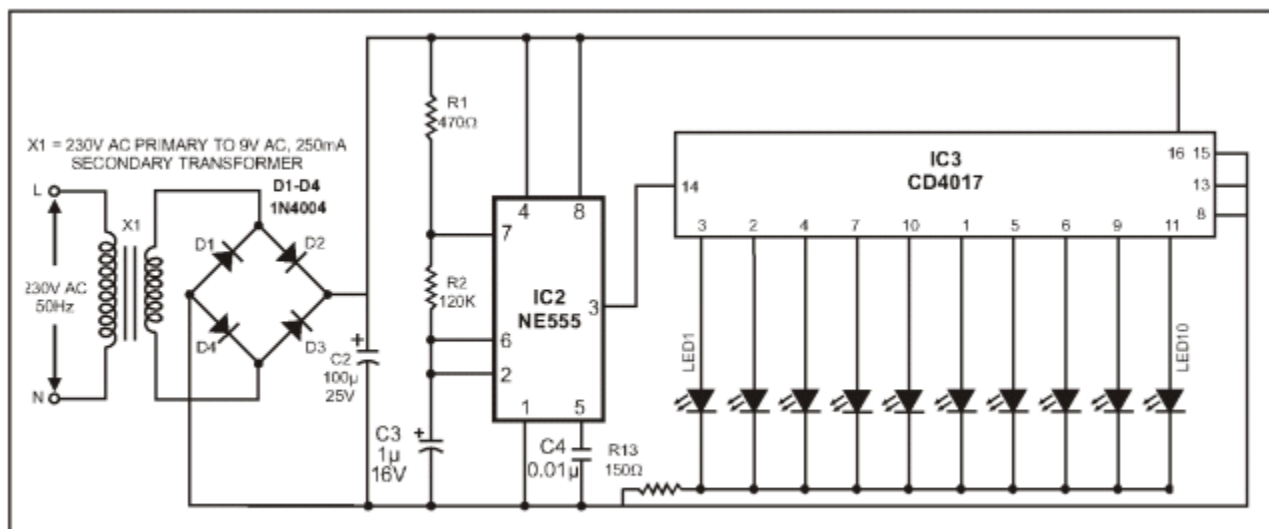 X1 = 230V AC PRIMARY TO 9V AC, 250mA
SECONDARY TRANSFORMER
D1-D4
1N4004
L
X1
D1
D2
230V AC
50Hz
D4
D3
N
C2
100µ
25V
R1
470Ω
R2
120K
C3
1µ
16V
4
8
7
IC2
NE555
3
6
2
1
5
C4
0.01µ
R13
150Ω
IC3
CD4017
14
16
15
13
8
3
2
4
7
10
1
5
6
9
11
LED1
LED10